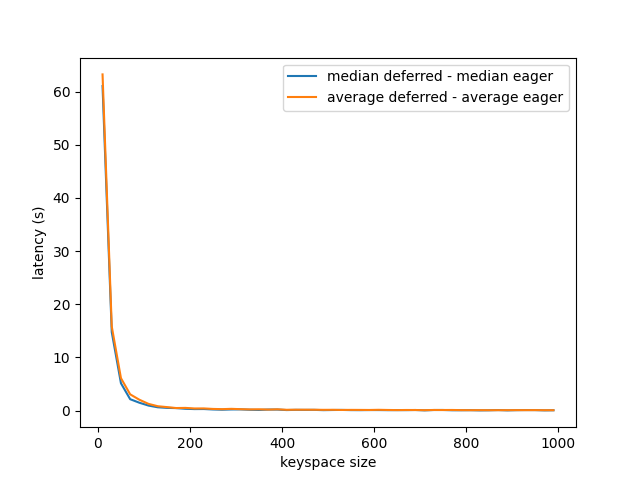 median deferred - median eager
average deferred - average eager
60
50
40
30
20
10
0
latency (s)
0 200 400 600 800 1000
keyspace size